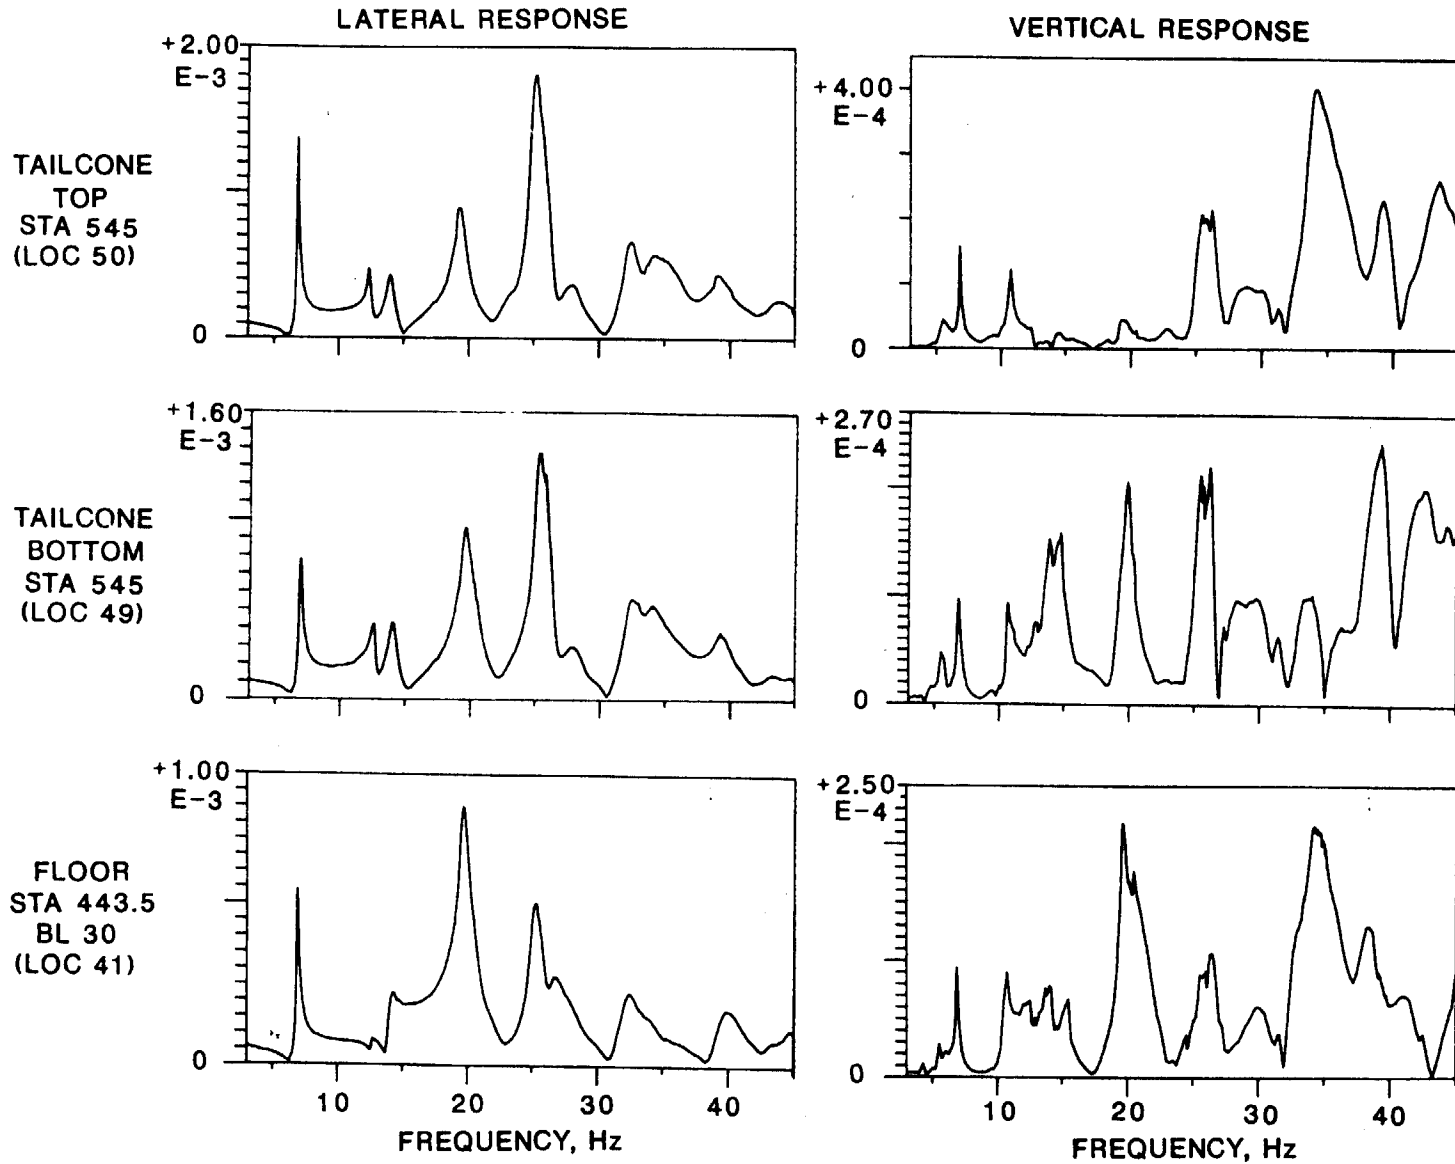 LATERAL RESPONSE
VERTICAL RESPONSE
TAILCONE
TOP
STA 545
(LOC 50)
+2.00
E-3
0
+4.00
E-4
0
TAILCONE
BOTTOM
STA 545
(LOC 49)
+1.60
E-3
0
+2.70
E-4
0
FLOOR
STA 443.5
BL 30
(LOC 41)
+1.00
E-3
0
+2.50
E-4
0
10 20 30 40
FREQUENCY, Hz
10 20 30 40
FREQUENCY, Hz